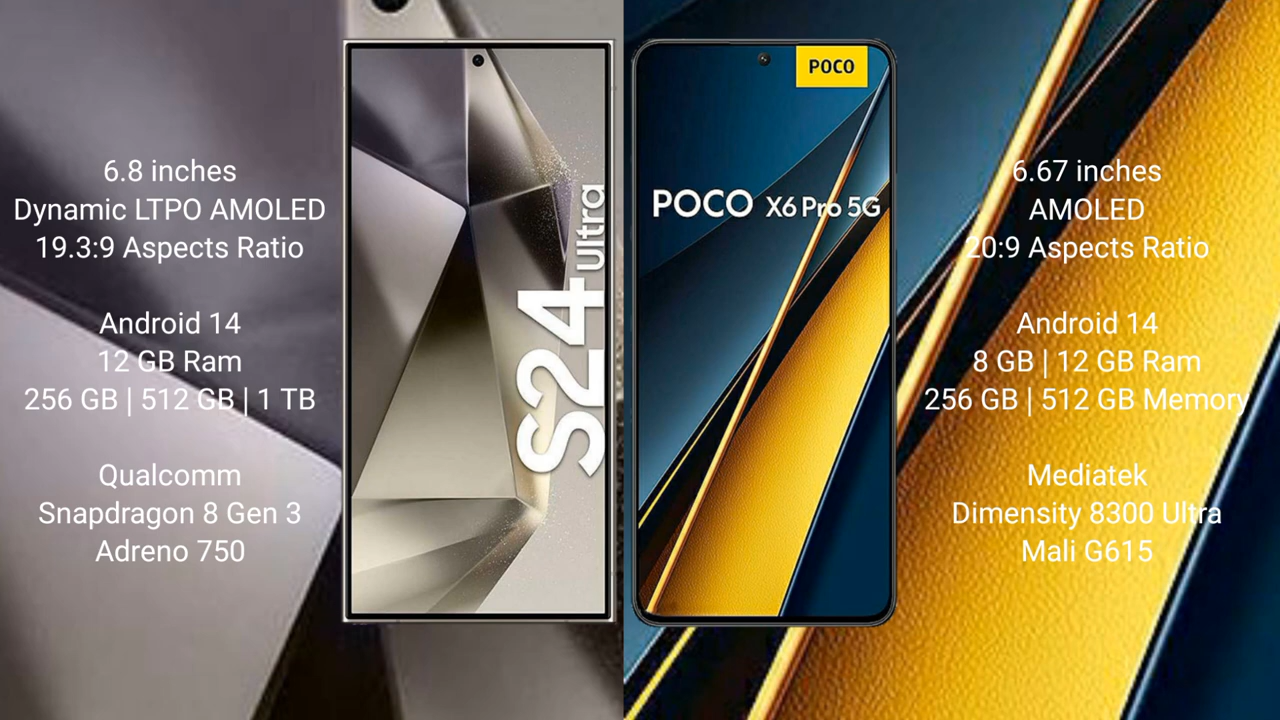 6.8 inches
Dynamic LTPO AMOLED
19.3:9 Aspects Ratio
Android 14
12 GB Ram
256 GB | 512 GB | 1 TB
Qualcomm
Snapdragon 8 Gen 3
Adreno 750
S24 Ultra
POCO
POCO X6 Pro 5G
6.67 inches
AMOLED
20:9 Aspects Ratio
Android 14
8 GB | 12 GB Ram
256 GB | 512 GB Memory
Mediatek
Dimensity 8300 Ultra
Mali G615